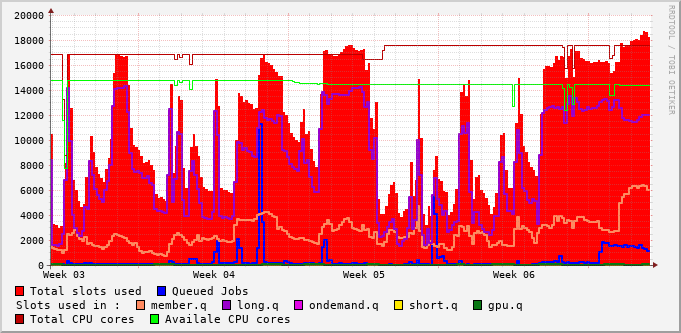 20000
18000
16000
14000
12000
10000
8000
6000
4000
2000
0
Week 03 Week 04 Week 05 Week 06
Total slots used Queued Jobs
Slots used in : member.q long.q ondemand.q short.q gpu.q
Total CPU cores Availale CPU cores
RRDTOOL / TOBI OETIKER